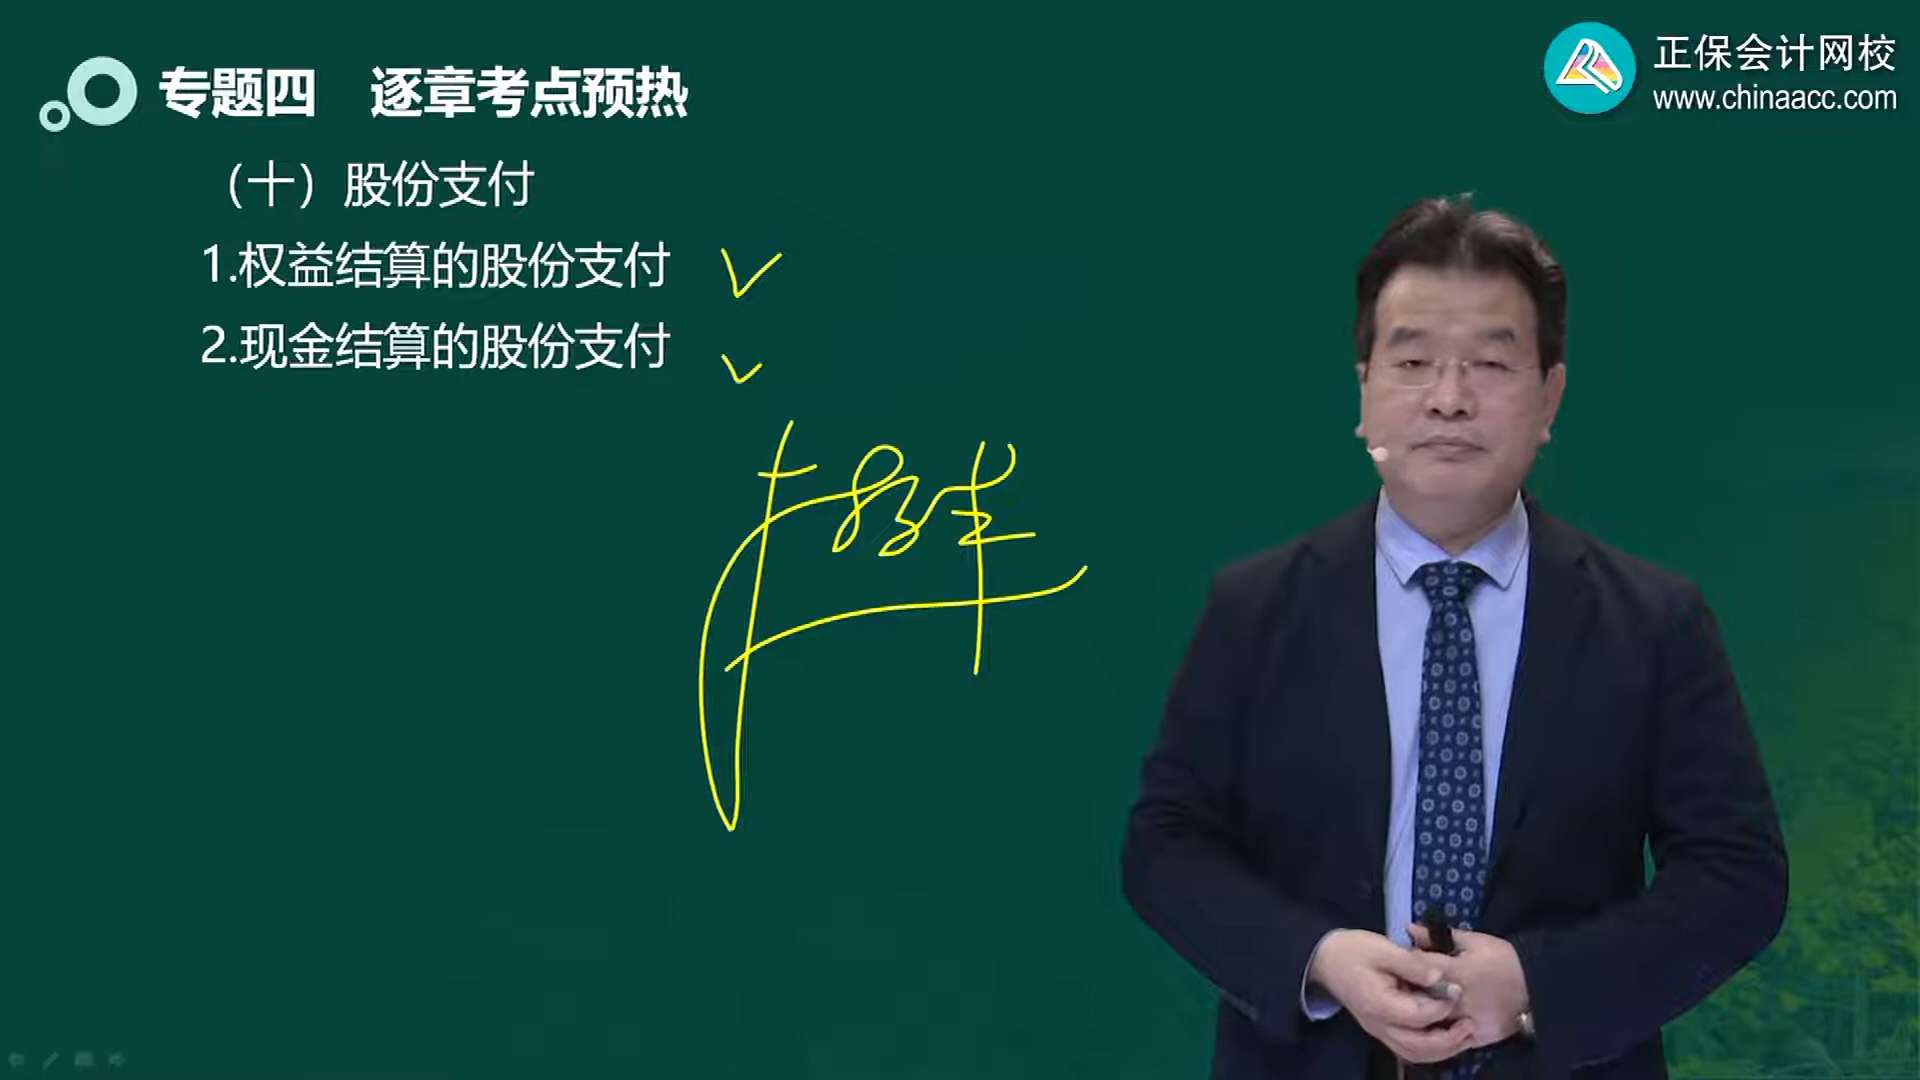 专题四 逐章考点预热
正保会计网校
www.chinaacc.com
（十）股份支付
1.权益结算的股份支付
2.现金结算的股份支付